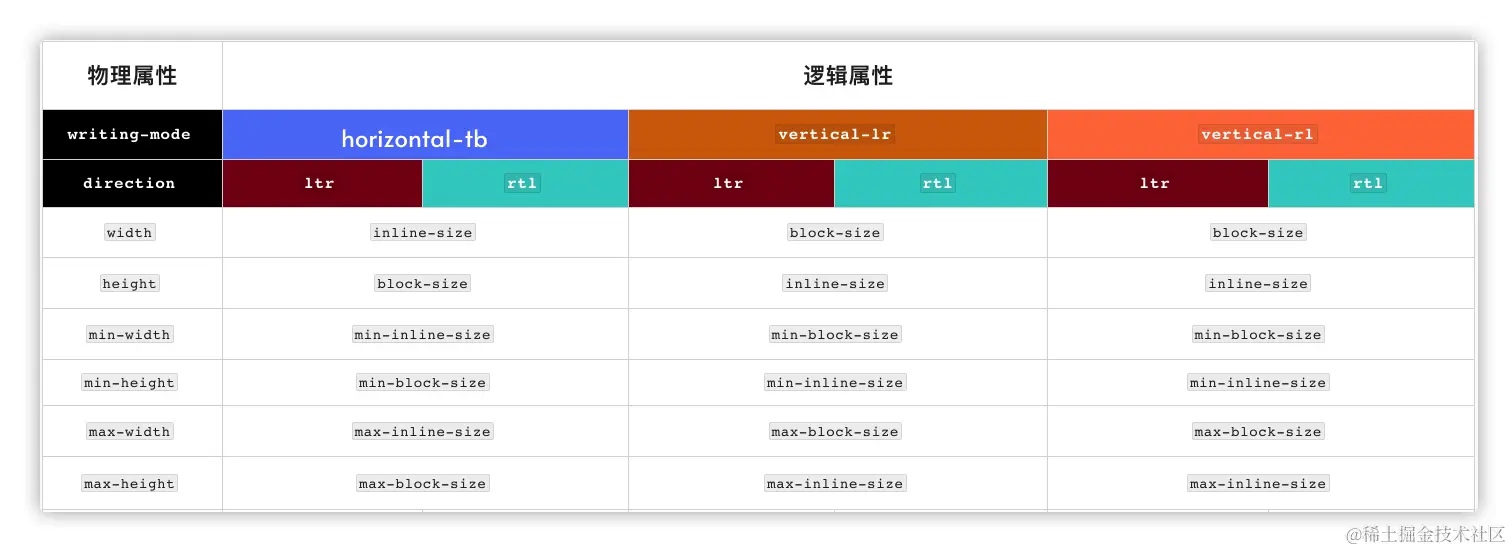 物理属性 逻辑属性
writing-mode horizontal-tb vertical-lr vertical-rl
direction ltr rtl ltr rtl ltr rtl
width inline-size block-size block-size
height block-size inline-size inline-size
min-width min-inline-size min-block-size min-block-size
min-height min-block-size min-inline-size min-inline-size
max-width max-inline-size max-block-size max-block-size
max-height max-block-size max-inline-size max-inline-size
@稀土掘金技术社区